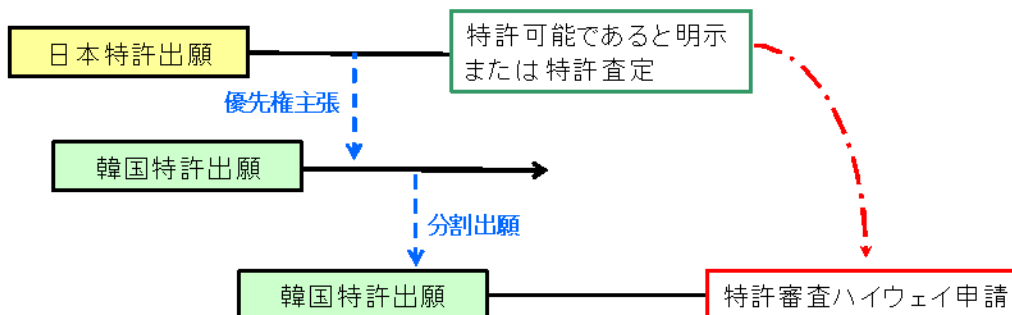 日本特許出願
特許可能であると明示
または特許査定
優先権主張
韓国特許出願
分割出願
韓国特許出願
特許審査ハイウェイ申請